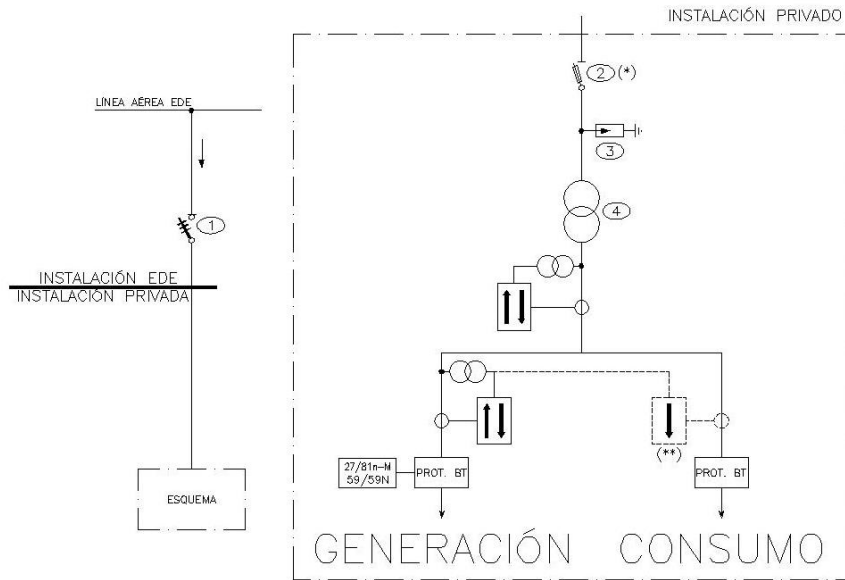 INSTALACIÓN PRIVADO
2 (*)
LÍNEA AÉREA EDE
3
4
1
INSTALACIÓN EDE
INSTALACIÓN PRIVADA
(**)
27/81m-M
59/59N
PROT. BT
PROT. BT
ESQUEMA
GENERACIÓN CONSUMO